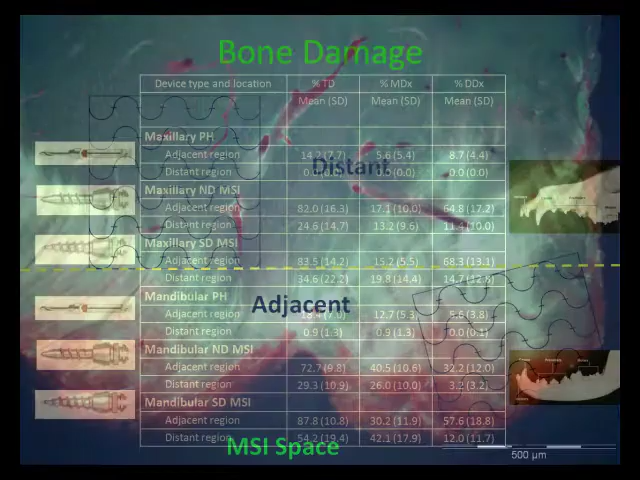 Bone Damage
Device type and location % TD % MDx % DDx
Mean (SD) Mean (SD) Mean (SD)
Maxillary PH
Adjacent region 14.2 (7.7) 5.6 (5.4) 8.7 (4.4)
Distant
Distant region (0.0) (0.0) 0.0 (0.0)
Maxillary ND MSI
Adjacent region 82.0 (16.3) 17.1 (10.0) 64.8 (17.2)
Distant region 24.6 (14.7) 13.2 (9.6) 11.4 (10.0)
Maxillary SD MSI
Adjacent region 83.5 (14.2) 15.2 (5.5) 68.3 (13.1)
Distant region 34.6 (22.2) 19.8 (14.4) 14.7 (12.6)
Mandibular PH
Adjacent
Adjacent region 18.4 (7.0) 12.7 (5.3) 5.6 (3.8)
Distant region 0.9 (1.3) 0.9 (1.3) 0.0 (0.1)
Mandibular ND MSI
Adjacent region 72.7 (9.8) 40.5 (10.6) 32.2 (12.0)
Distant region 29.3 (10.9) 26.0 (10.0) 3.2 (3.2)
Mandibular SD MSI
Adjacent region 87.8 (10.8) 30.2 (11.9) 57.6 (18.8)
Distant region 54.2 (19.4) 42.1 (17.9) 12.0 (11.7)
MSI Space
500 µm